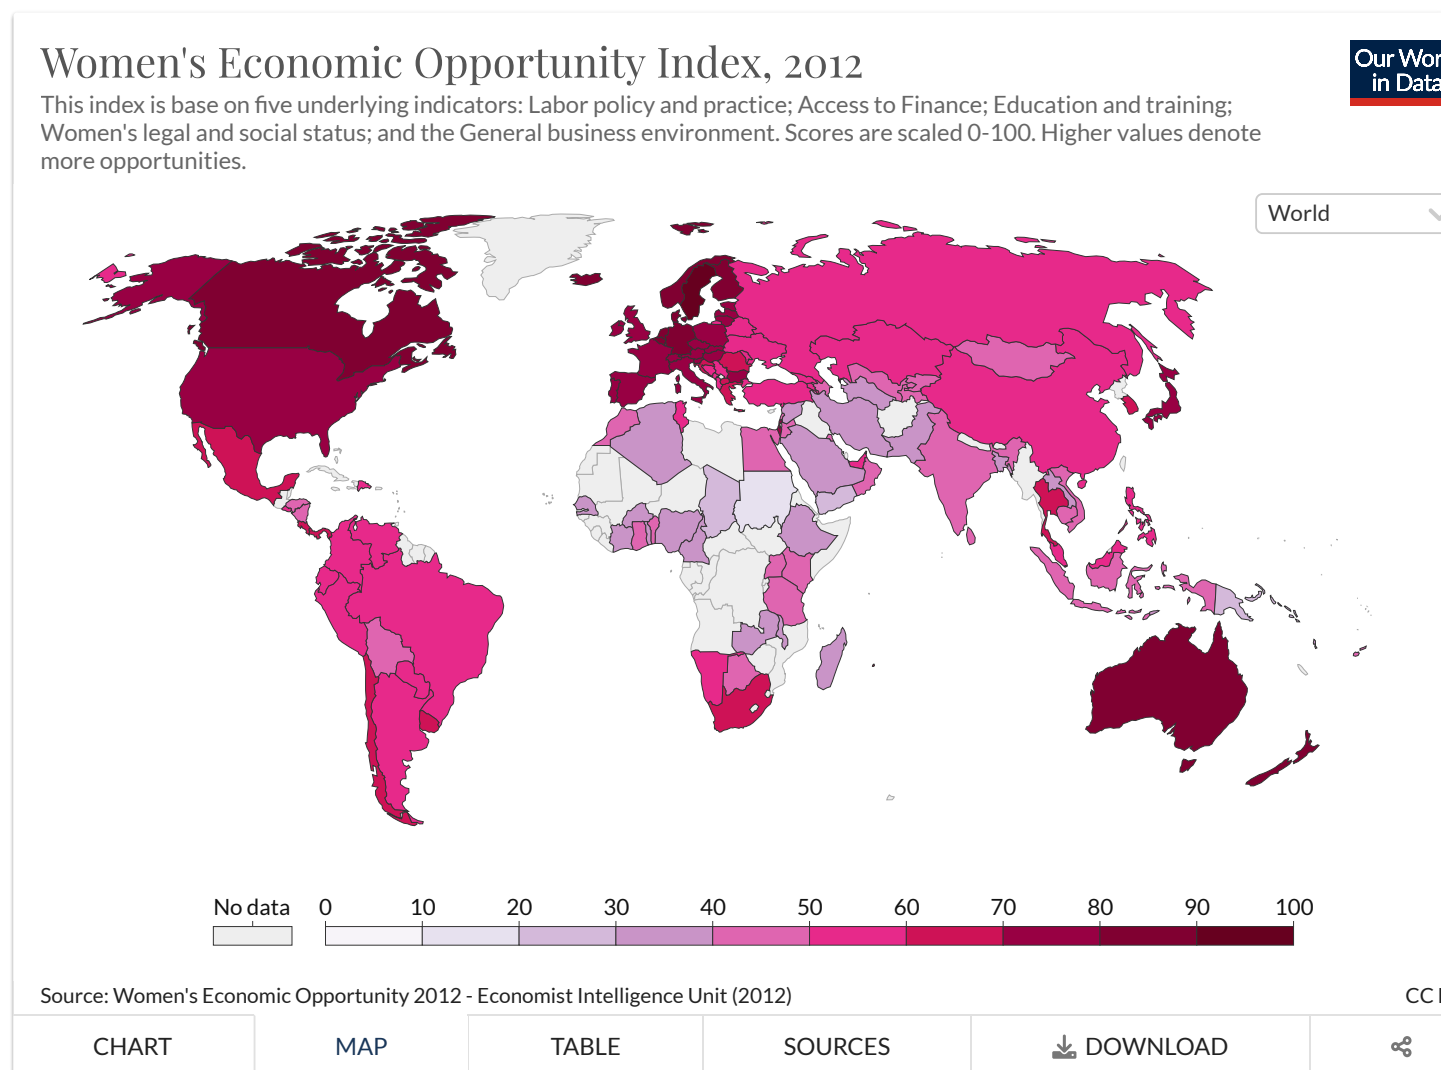 Women's Economic Opportunity Index, 2012
Our Wor
in Data
This index is base on five underlying indicators: Labor policy and practice; Access to Finance; Education and training;
Women's legal and social status; and the General business environment. Scores are scaled 0-100. Higher values denote
more opportunities.
World
No data 0 10 20 30 40 50 60 70 80 90 100
Source: Women's Economic Opportunity 2012 - Economist Intelligence Unit (2012)
CC
CHART MAP TABLE SOURCES DOWNLOAD